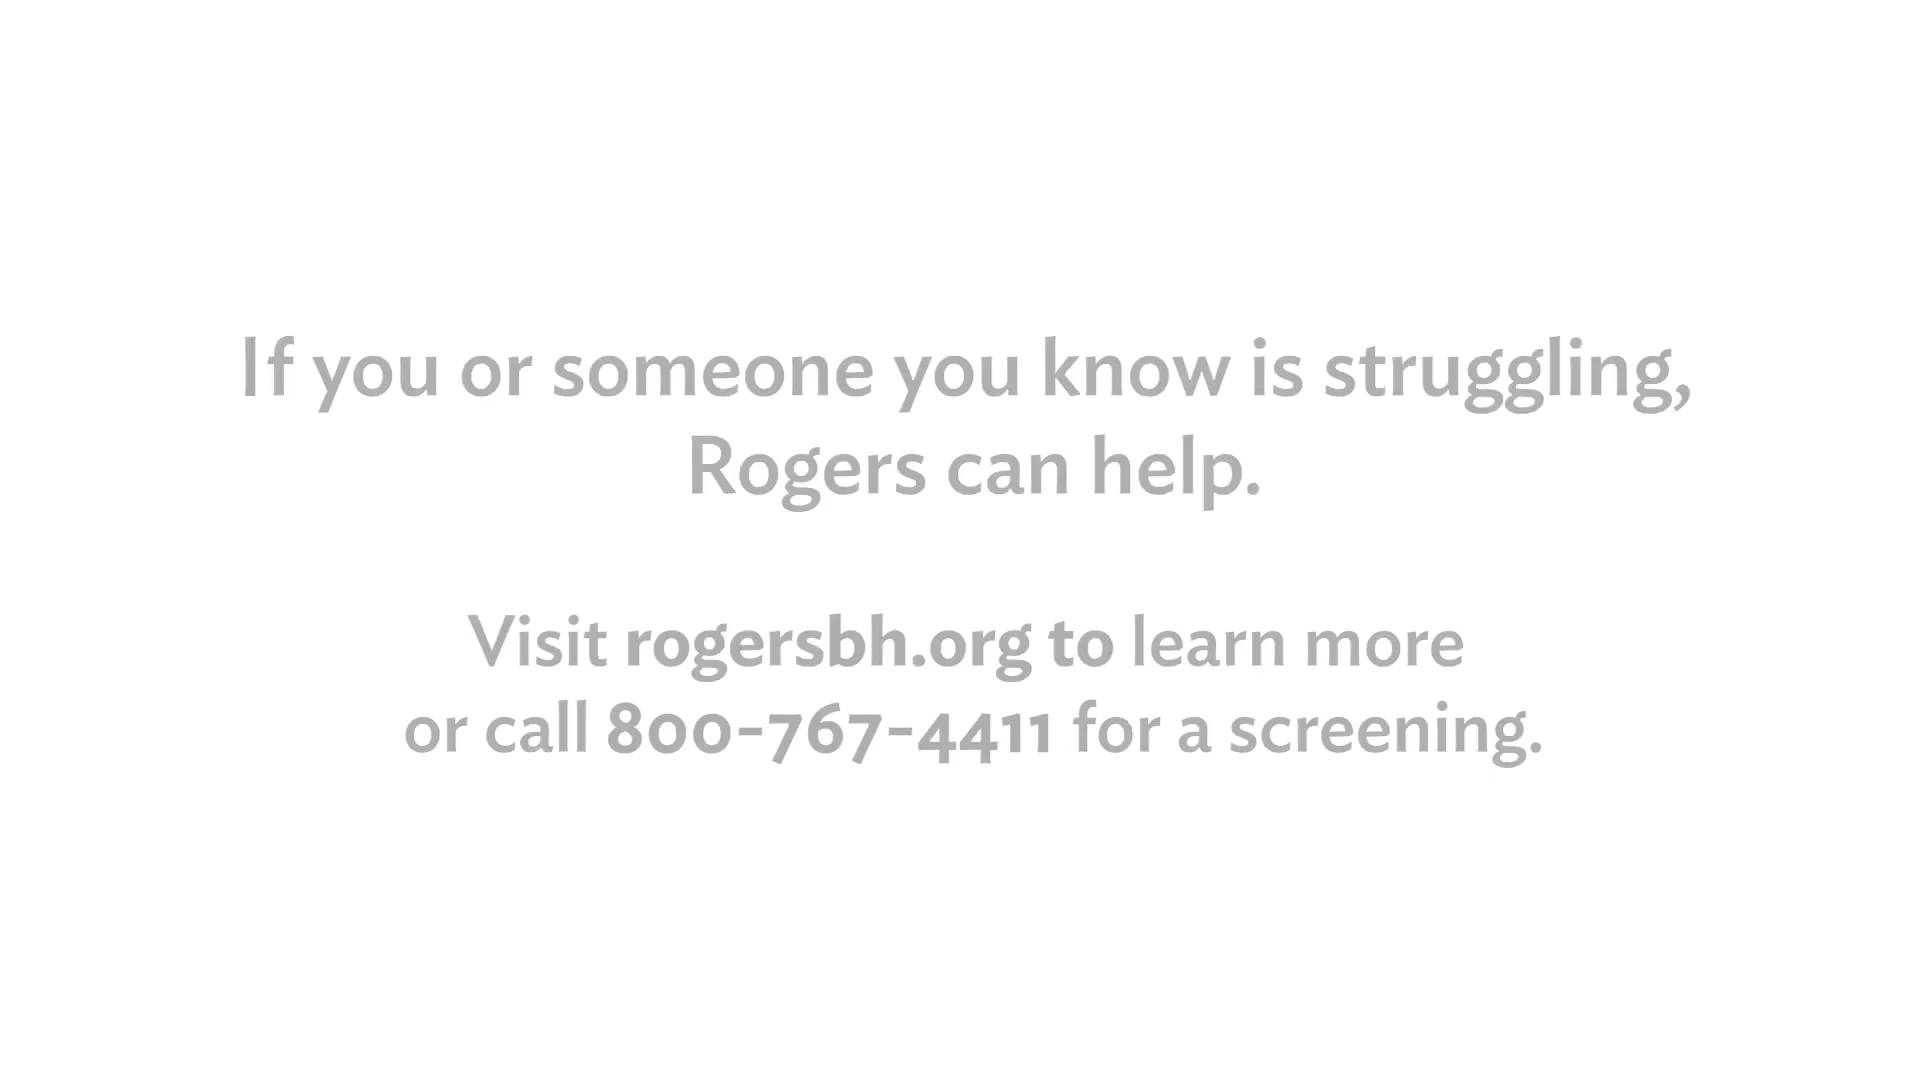 If you or someone you know is struggling,
Rogers can help.
Visit rogersbh.org to learn more
or call 800-767-4411 for a screening.